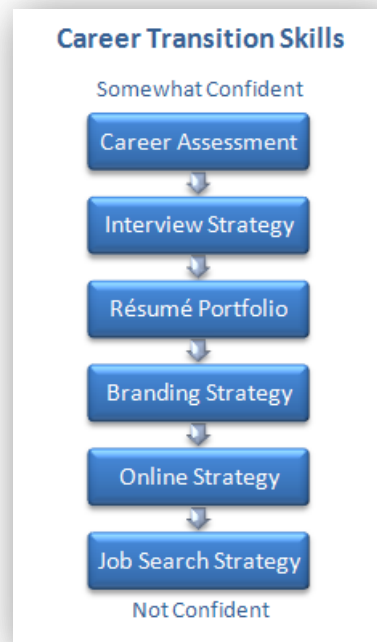 Career Transition Skills
Somewhat Confident
Career Assessment
Interview Strategy
Résumé Portfolio
Branding Strategy
Online Strategy
Job Search Strategy
Not Confident